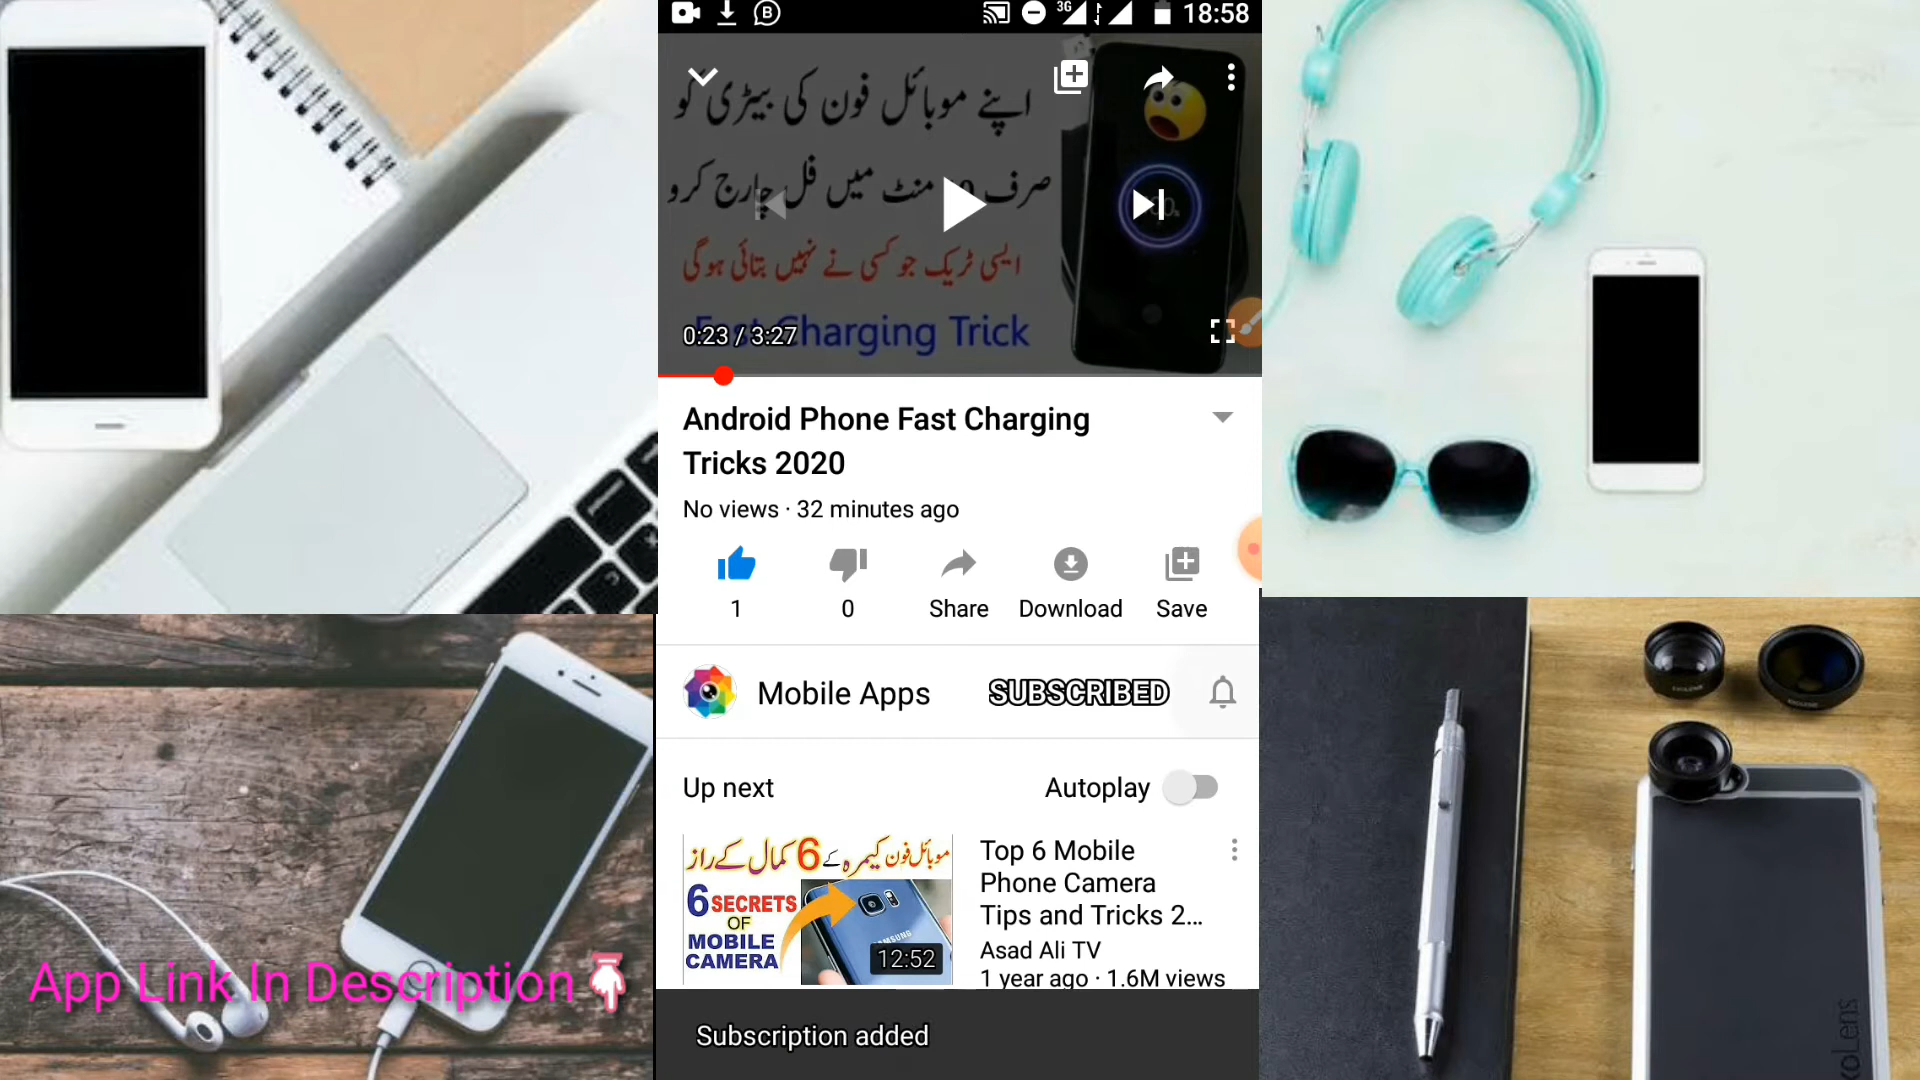 3G
18:58
اپنے موبائل فون کی بیٹری کو
صرف منٹ میں فل چارج کرو
ایسی ٹریک جو کسی نے نہیں بتائی ہوگی
Charging Trick
0:23 / 3:27
Android Phone Fast Charging
Tricks 2020
No views · 32 minutes ago
1
0
Share
Download
Save
Mobile Apps
SUBSCRIBED
Up next
Autoplay
موبائل فون کیمرہ کے 6 کمال کے راز
6 SECRETS
OF
MOBILE
CAMERA
SAMSUNG
12:52
Top 6 Mobile
Phone Camera
Tips and Tricks 2...
Asad Ali TV
1 year ago · 1.6M views
Subscription added
App Link In Description